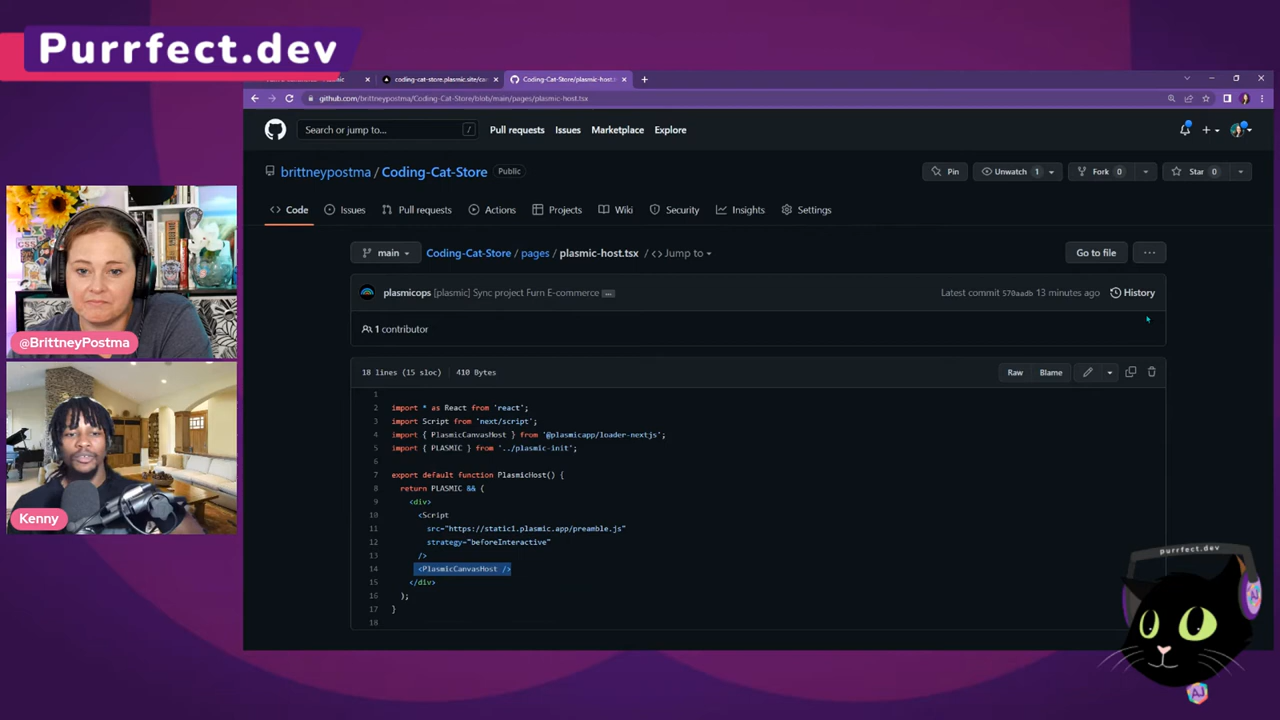 Purrfect.dev
coding-cat-store.plasmic.site/car
Coding-Cat-Store/plasmic-host.t
github.com/brittneypostma/Coding-Cat-Store/blob/main/pages/plasmic-host.tsx
Search or jump to... / Pull requests Issues Marketplace Explore
brittneypostma / Coding-Cat-Store Public Pin Unwatch 1 Fork 0 Star 0
Code Issues Pull requests Actions Projects Wiki Security Insights Settings
main Coding-Cat-Store / pages / plasmic-host.tsx / <> Jump to Go to file ...
plasmicops [plasmic] Sync project Furn E-commerce ... Latest commit 570aadb 13 minutes ago History
1 contributor
18 lines (15 sloc) 410 Bytes Raw Blame
1
2 import * as React from 'react';
3 import Script from 'next/script';
4 import { PlasmicCanvasHost } from '@plasmicapp/loader-nextjs';
5 import { PLASMIC } from '../plasmic-init';
6
7 export default function PlasmicHost() {
8 return PLASMIC && (
9 <div>
10 <Script
11 src="https://static1.plasmic.app/preamble.js"
12 strategy="beforeInteractive"
13 />
14 <PlasmicCanvasHost />
15 </div>
16 );
17 }
18
@BrittneyPostma
Kenny
purrfect.dev
AJ
AJ